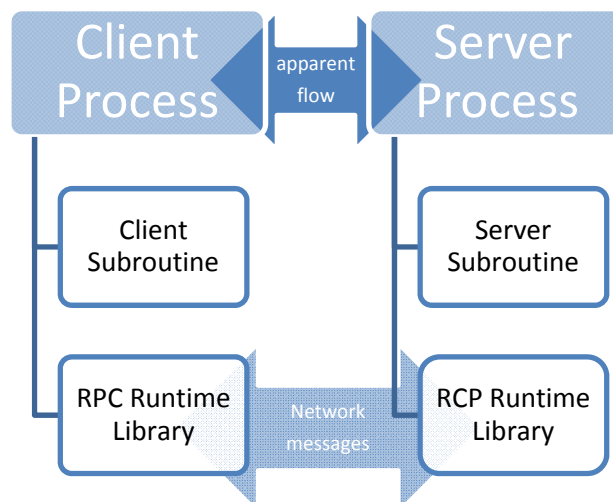 Client
Process
apparent
flow
Server
Process
Client
Subroutine
Server
Subroutine
RPC Runtime
Library
Network
messages
RCP Runtime
Library